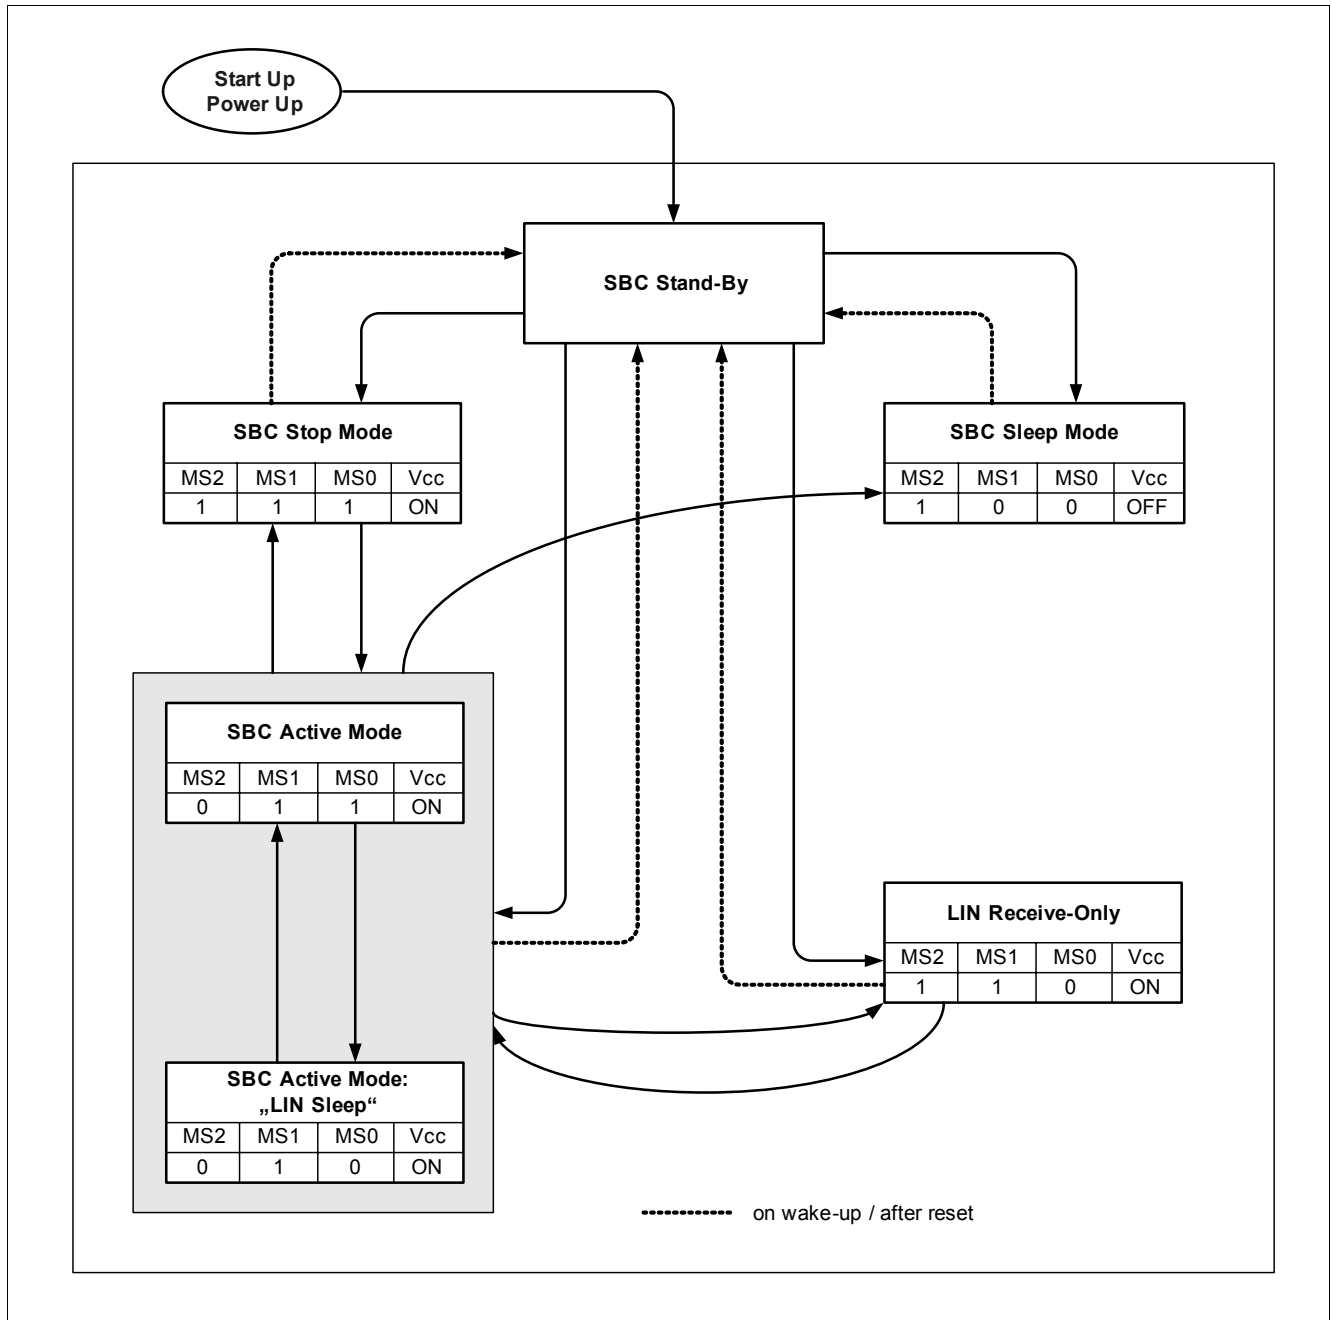 Start Up
Power Up
SBC Stand-By
SBC Stop Mode
MS2 MS1 MS0 Vcc
1 1 1 ON
SBC Sleep Mode
MS2 MS1 MS0 Vcc
1 0 0 OFF
SBC Active Mode
MS2 MS1 MS0 Vcc
0 1 1 ON
LIN Receive-Only
MS2 MS1 MS0 Vcc
1 1 0 ON
SBC Active Mode:
„LIN Sleep“
MS2 MS1 MS0 Vcc
0 1 0 ON
on wake-up / after reset